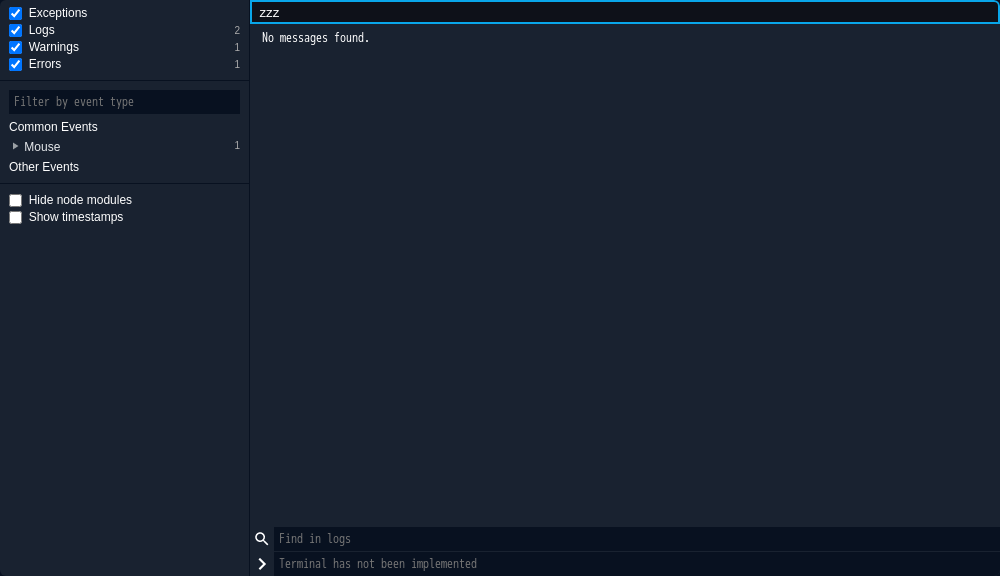 Exceptions
Logs 2
Warnings 1
Errors 1
Filter by event type
Common Events
Mouse 1
Other Events
Hide node modules
Show timestamps
zzz
No messages found.
Find in logs
Terminal has not been implemented